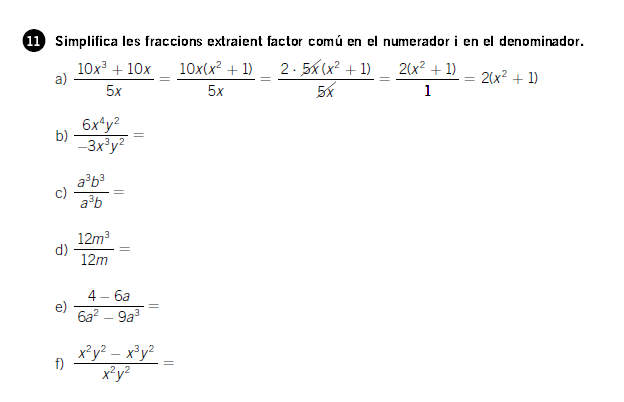 11 Simplifica les fraccions extraient factor comú en el numerador i en el denominador.
a) (10x³ + 10x)/(5x) = (10x(x² + 1))/(5x) = (2 · 5x(x² + 1))/(5x) = (2(x² + 1))/1 = 2(x² + 1)
b) (6x⁴y²)/(–3x³y²) =
c) (a³b³)/(a³b) =
d) (12m³)/(12m) =
e) (4 – 6a)/(6a² – 9a³) =
f) (x²y² – x³y²)/(x²y²) =